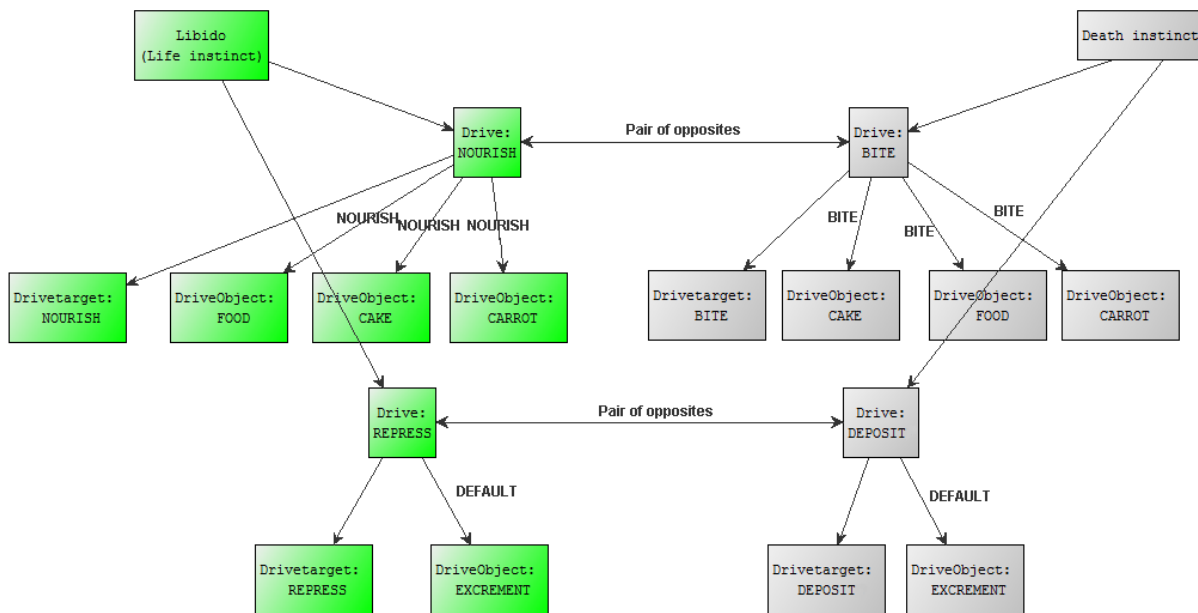 Libido
(Life instinct)
Death instinct
Drive:
NOURISH
Pair of opposites
Drive:
BITE
NOURISH
NOURISH
NOURISH
BITE
BITE
BITE
Drivetarget:
NOURISH
DriveObject:
FOOD
DriveObject:
CAKE
DriveObject:
CARROT
Drivetarget:
BITE
DriveObject:
CAKE
DriveObject:
FOOD
DriveObject:
CARROT
Drive:
REPRESS
Pair of opposites
Drive:
DEPOSIT
DEFAULT
DEFAULT
Drivetarget:
REPRESS
DriveObject:
EXCREMENT
Drivetarget:
DEPOSIT
DriveObject:
EXCREMENT